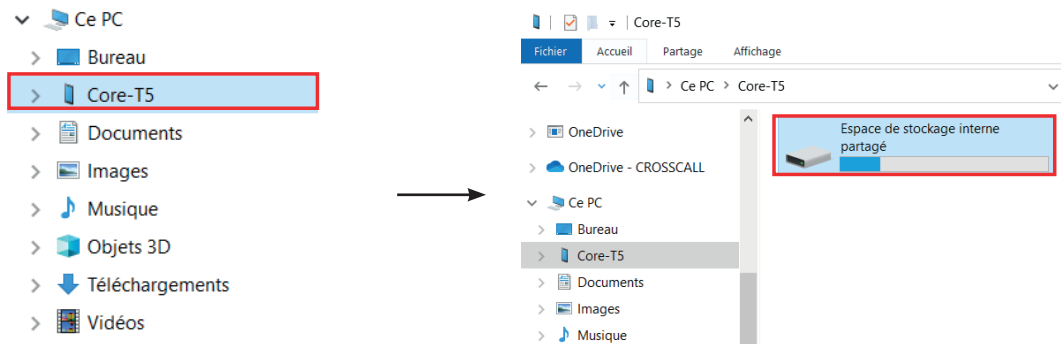 Ce PC
Bureau
Core-T5
Documents
Images
Musique
Objets 3D
Téléchargements
Vidéos
Core-T5
Fichier Accueil Partage Affichage
Ce PC > Core-T5
OneDrive
OneDrive - CROSSCALL
Ce PC
Bureau
Core-T5
Documents
Images
Musique
Espace de stockage interne
partagé